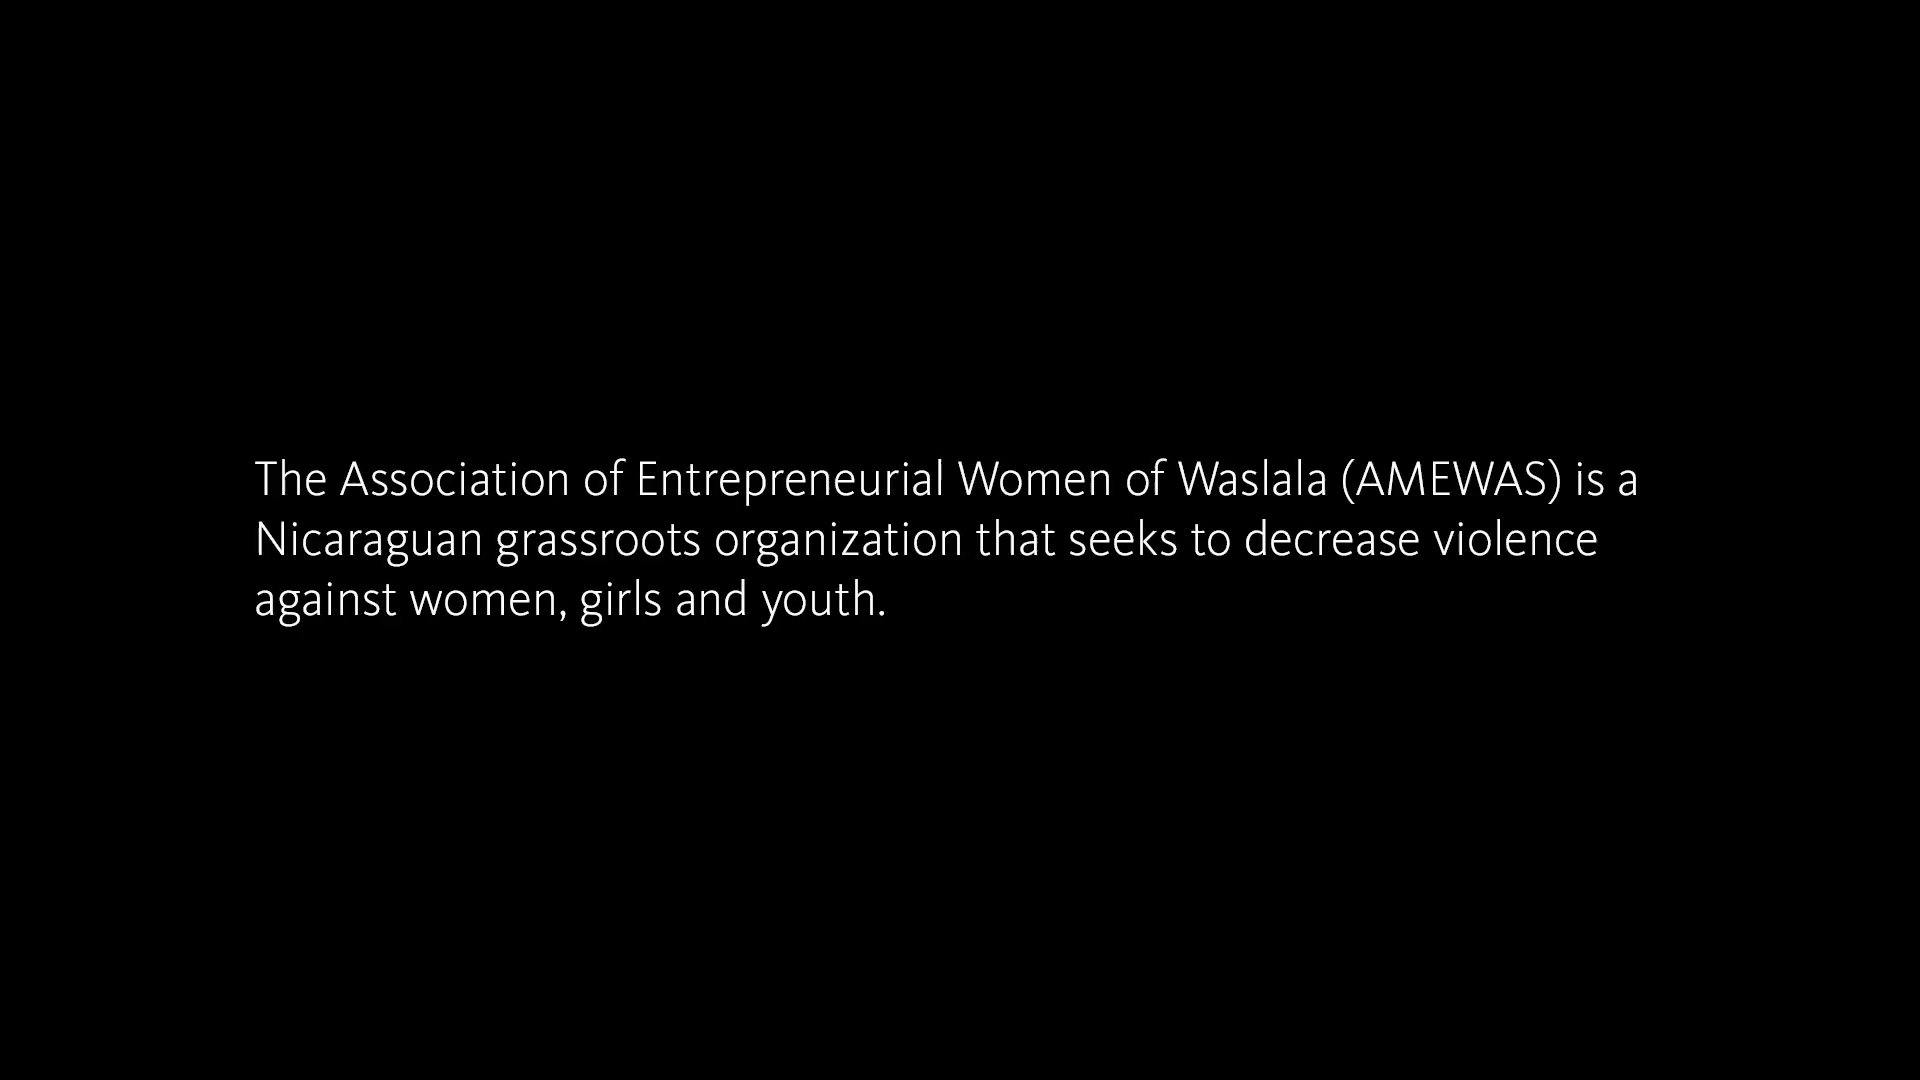 The Association of Entrepreneurial Women of Waslala (AMEWAS) is a
Nicaraguan grassroots organization that seeks to decrease violence
against women, girls and youth.